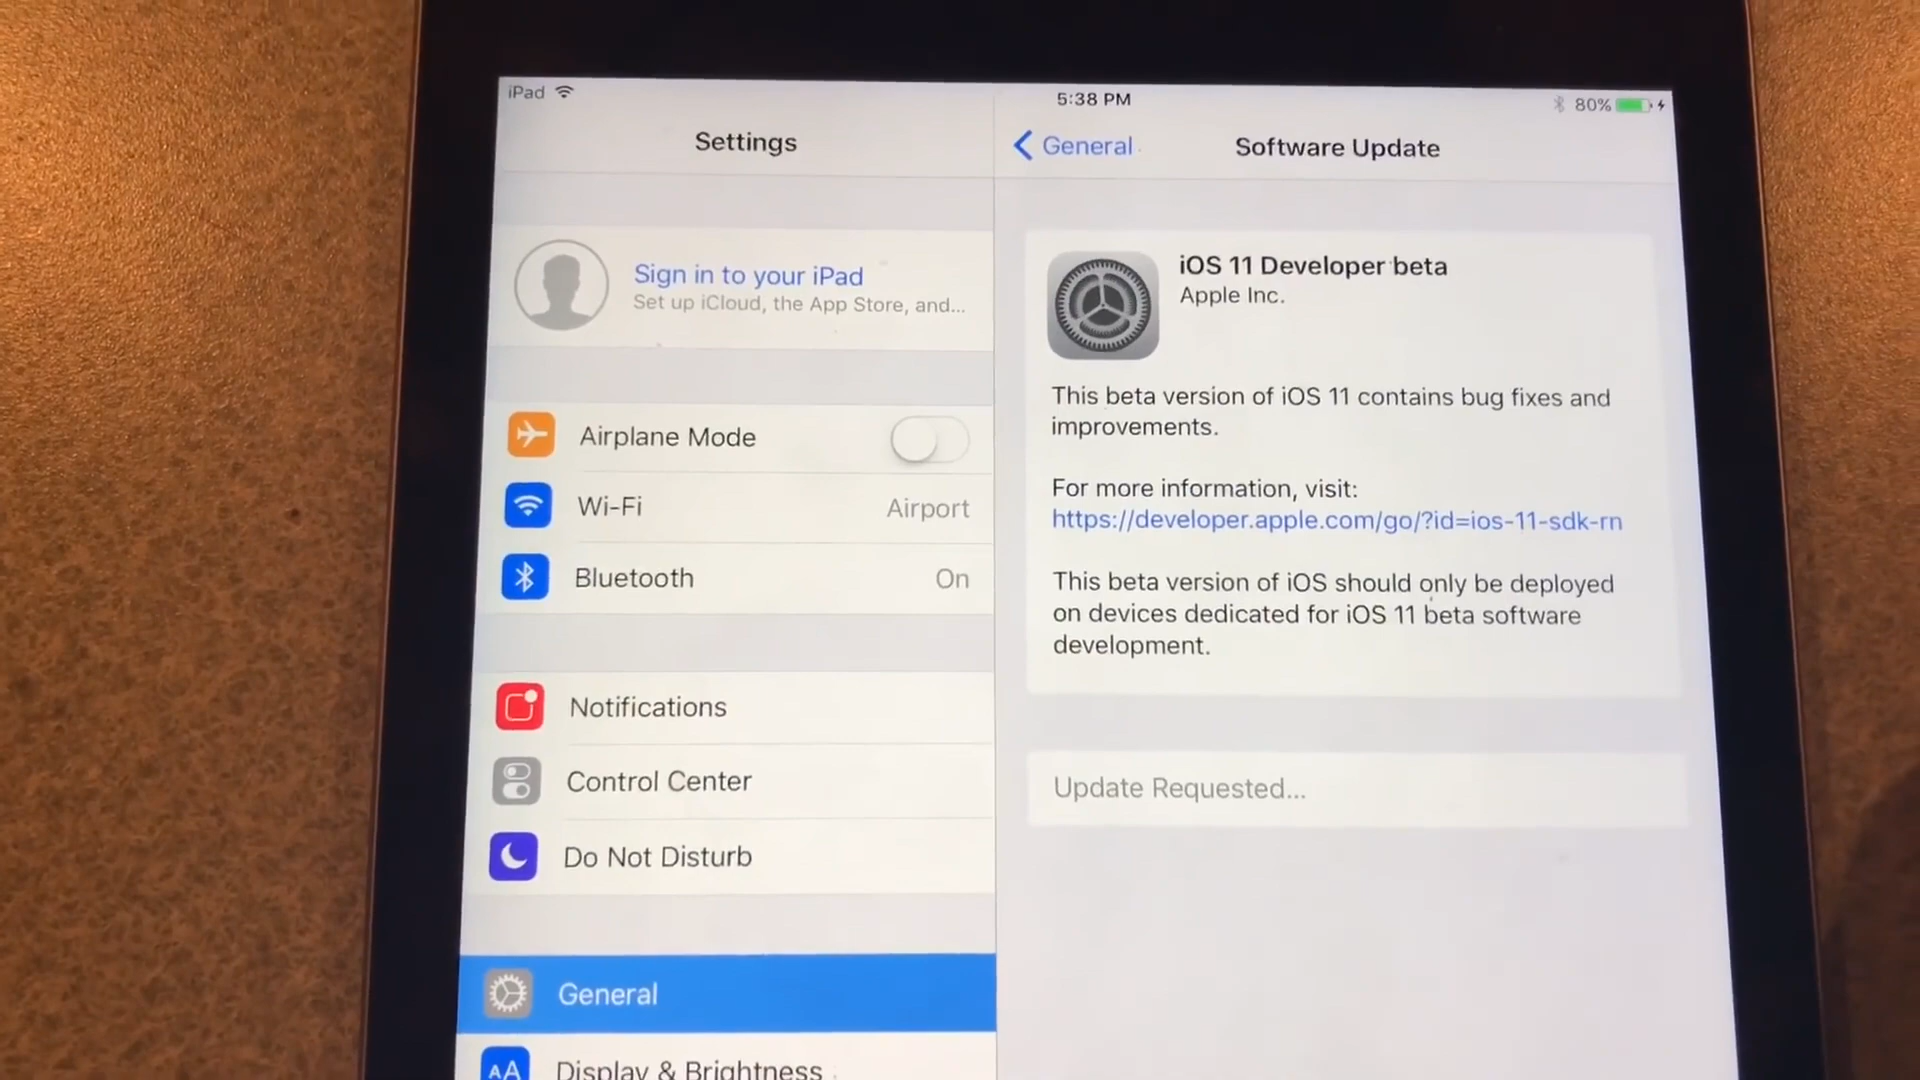 iPad
5:38 PM
80%
Settings
General
Software Update
Sign in to your iPad
Set up iCloud, the App Store, and...
Airplane Mode
Wi-Fi
Airport
Bluetooth
On
Notifications
Control Center
Do Not Disturb
General
AA
Display & Brightness
iOS 11 Developer beta
Apple Inc.
This beta version of iOS 11 contains bug fixes and
improvements.
For more information, visit:
https://developer.apple.com/go/?id=ios-11-sdk-rn
This beta version of iOS should only be deployed
on devices dedicated for iOS 11 beta software
development.
Update Requested...